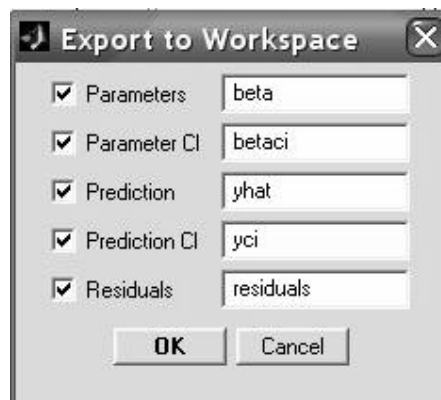 Export to Workspace
Parameters beta
Parameter CI betaci
Prediction yhat
Prediction CI yci
Residuals residuals
OK Cancel